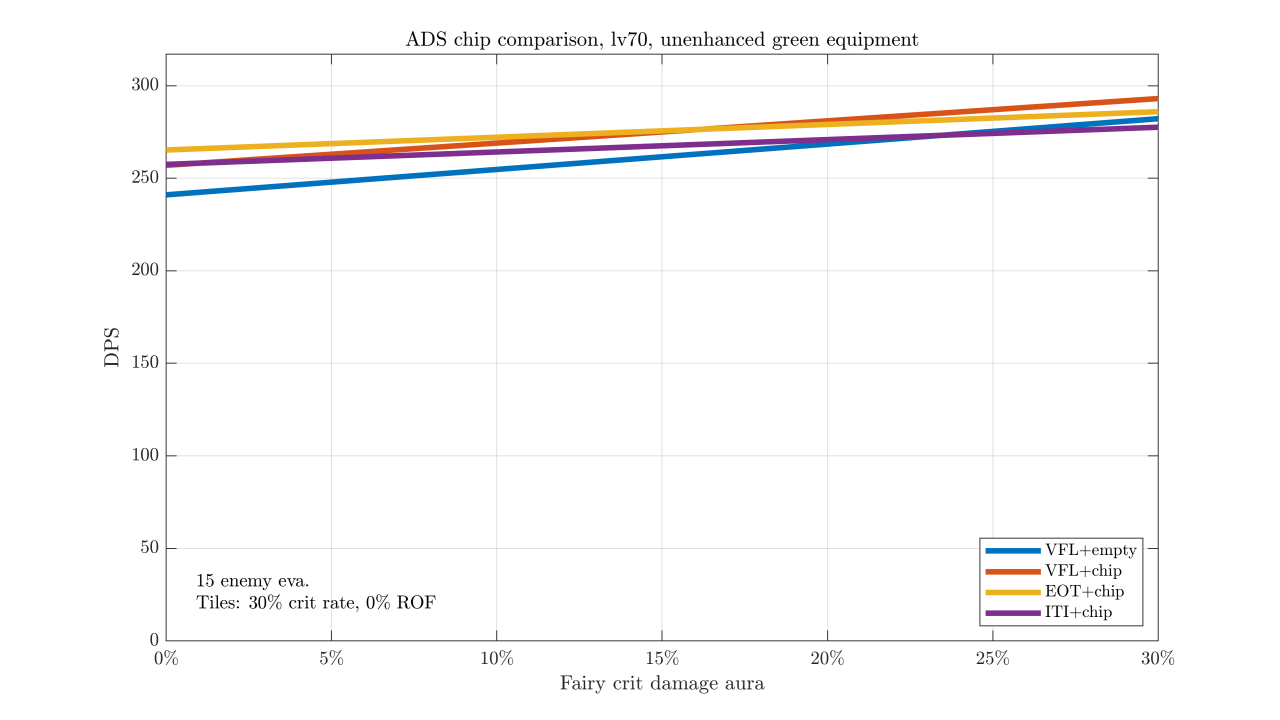 ADS chip comparison, lv70, unenhanced green equipment
300
250
200
150
100
50
0
DPS
15 enemy eva.
Tiles: 30% crit rate, 0% ROF
VFL+empty
VFL+chip
EOT+chip
ITI+chip
0% 5% 10% 15% 20% 25% 30%
Fairy crit damage aura